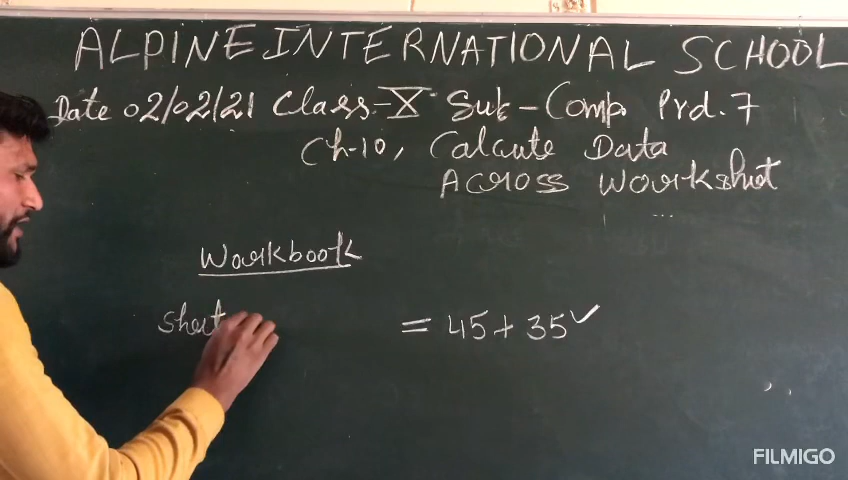 ALPINE INTERNATIONAL SCHOOL
Date 02/02/21 Class-X Sub-Comp. Prd. 7
Ch-10, Calcute Data
Across Worksheet
Workbook
Sheet = 45 + 35 ✓
FILMIGO